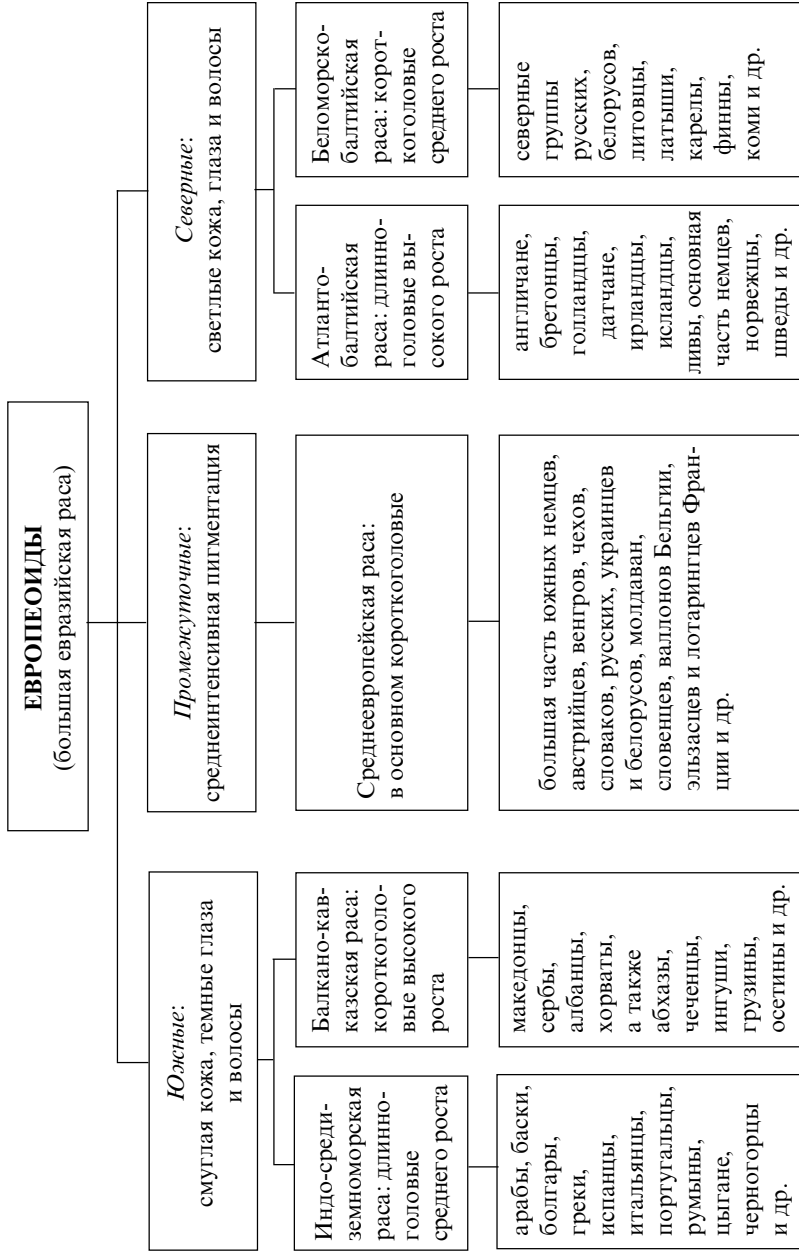 ЕВРОПЕОИДЫ
(большая евразийская раса)
Южные:
смуглая кожа, темные глаза
и волосы
Промежуточные:
среднеинтенсивная пигментация
Северные:
светлые кожа, глаза и волосы
Индо-среди-
земноморская
раса: длинно-
головые
среднего роста
Балкано-кав-
казская раса:
короткоголо-
вые высокого
роста
Среднеевропейская раса:
в основном короткоголовые
Атланто-
балтийская
раса: длинно-
головые вы-
сокого роста
Беломорско-
балтийская
раса: корот-
коголовые
среднего роста
арабы, баски,
болгары,
греки,
испанцы,
итальянцы,
португальцы,
румыны,
цыгане,
черногорцы
и др.
македонцы,
сербы,
албанцы,
хорваты,
а также
абхазы,
чеченцы,
ингуши,
грузины,
осетины и др.
большая часть южных немцев,
австрийцев, венгров, чехов,
словаков, русских, украинцев
и белорусов, молдаван,
словенцев, валлонов Бельгии,
эльзасцев и лотарингцев Фран-
ции и др.
англичане,
бретонцы,
голландцы,
датчане,
ирландцы,
исландцы,
ливы, основная
часть немцев,
норвежцы,
шведы и др.
северные
группы
русских,
белорусов,
литовцы,
латыши,
карелы,
финны,
коми и др.